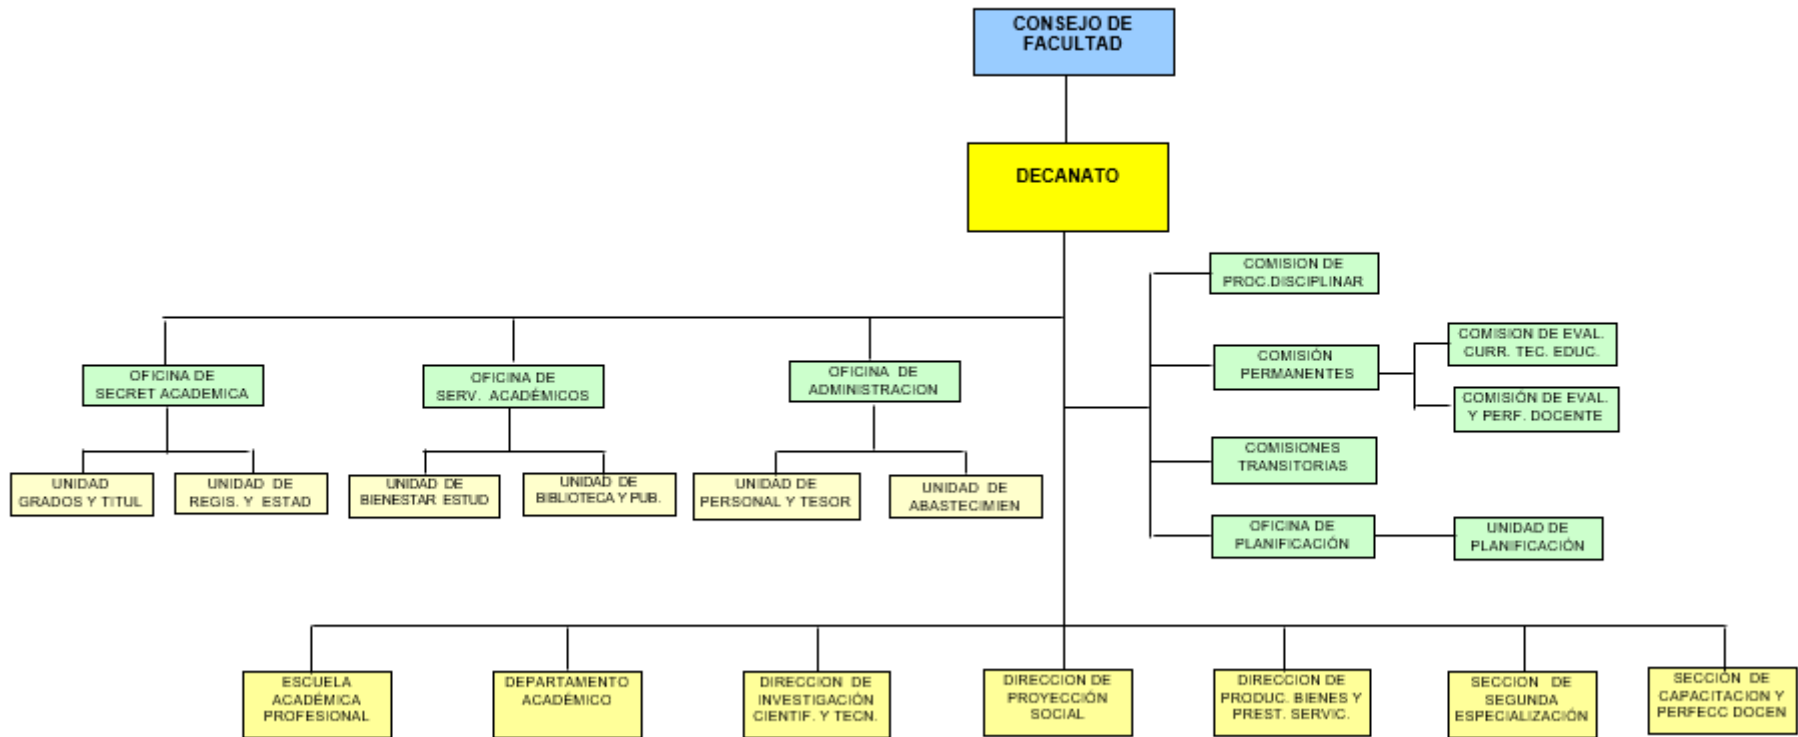 CONSEJO DE
FACULTAD
DECANATO
COMISION DE
PROC.DISCIPLINAR
COMISIÓN
PERMANENTES
COMISION DE EVAL.
CURR. TEC. EDUC.
COMISIÓN DE EVAL.
Y PERF. DOCENTE
COMISIONES
TRANSITORIAS
OFICINA DE
PLANIFICACIÓN
UNIDAD DE
PLANIFICACIÓN
OFICINA DE
SECRET ACADEMICA
OFICINA DE
SERV. ACADÉMICOS
OFICINA DE
ADMINISTRACION
UNIDAD
GRADOS Y TITUL
UNIDAD DE
REGIS. Y ESTAD
UNIDAD DE
BIENESTAR ESTUD
UNIDAD DE
BIBLIOTECA Y PUB.
UNIDAD DE
PERSONAL Y TESOR
UNIDAD DE
ABASTECIMIEN
ESCUELA
ACADÉMICA
PROFESIONAL
DEPARTAMENTO
ACADÉMICO
DIRECCION DE
INVESTIGACIÓN
CIENTIF. Y TECN.
DIRECCION DE
PROYECCIÓN
SOCIAL
DIRECCION DE
PRODUC. BIENES Y
PREST. SERVIC.
SECCION DE
SEGUNDA
ESPECIALIZACIÓN
SECCIÓN DE
CAPACITACION Y
PERFECC DOCEN